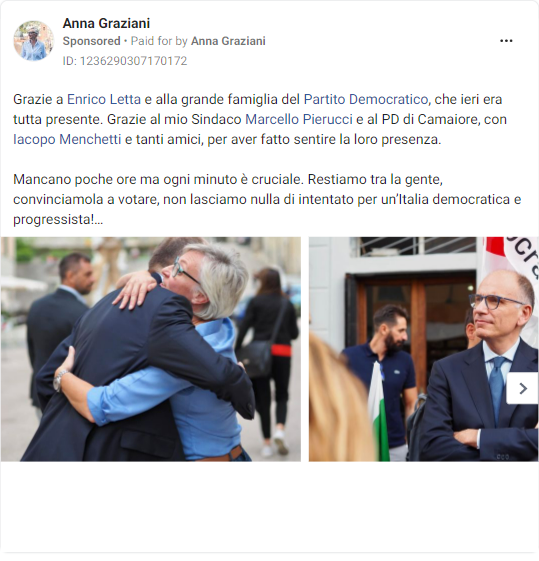 Anna Graziani
Sponsored • Paid for by Anna Graziani
ID: 1236290307170172
Grazie a Enrico Letta e alla grande famiglia del Partito Democratico, che ieri era
tutta presente. Grazie al mio Sindaco Marcello Pierucci e al PD di Camaiore, con
Iacopo Menchetti e tanti amici, per aver fatto sentire la loro presenza.
Mancano poche ore ma ogni minuto è cruciale. Restiamo tra la gente,
convinciamola a votare, non lasciamo nulla di intentato per un’Italia democratica e
progressista!...